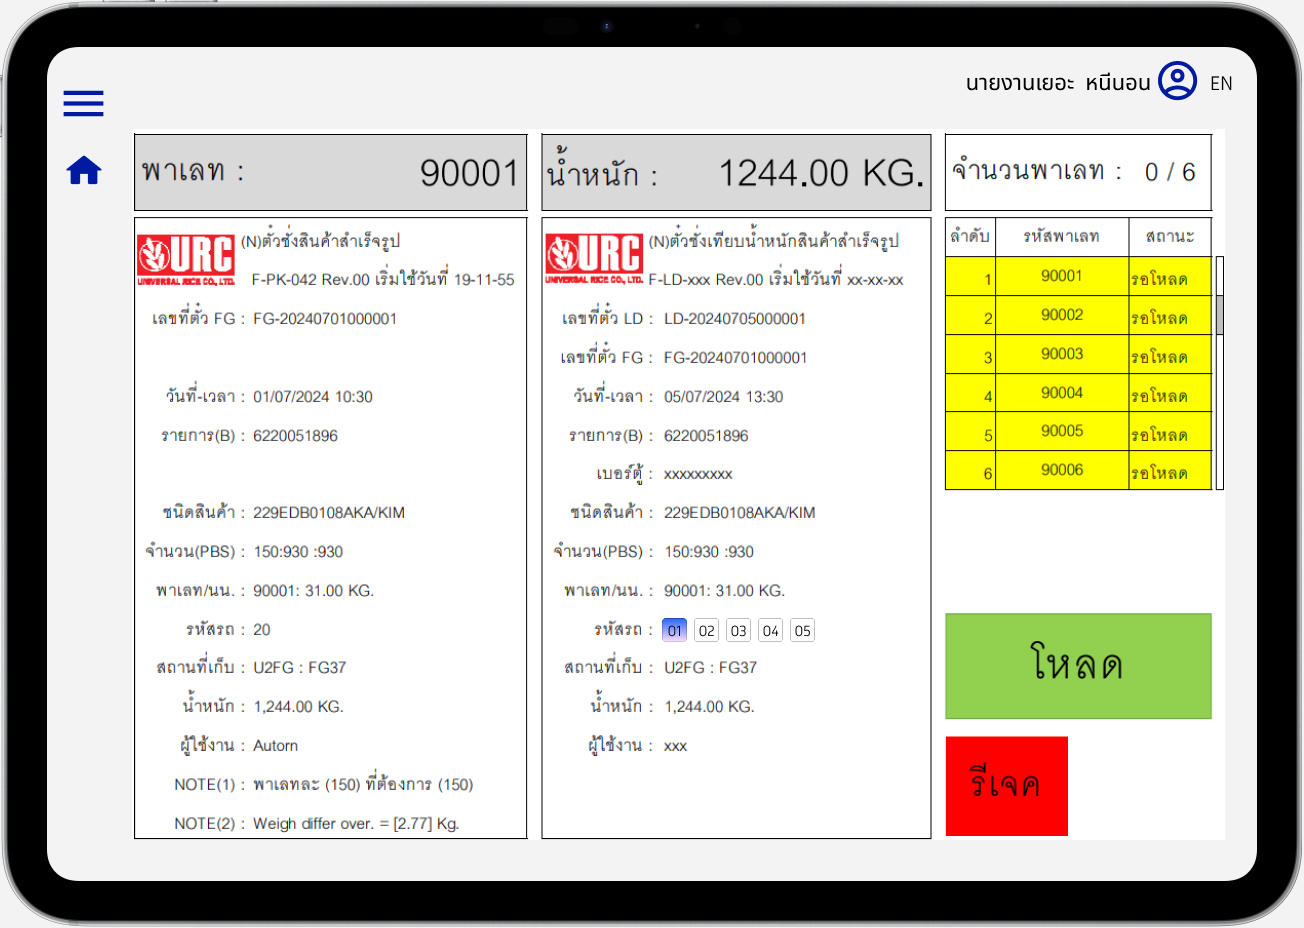 นายงานเยอะ หนีนอน EN
พาเลท : 90001
น้ำหนัก : 1244.00 KG.
จำนวนพาเลท : 0 / 6
URC
UNIVERSAL RICE CO., LTD.
(N)ตั๋วชั่งสินค้าสำเร็จรูป
F-PK-042 Rev.00 เริ่มใช้วันที่ 19-11-55
เลขที่ตั๋ว FG : FG-20240701000001
วันที่-เวลา : 01/07/2024 10:30
รายการ(B) : 6220051896
ชนิดสินค้า : 229EDB0108AKA/KIM
จำนวน(PBS) : 150:930 :930
พาเลท/นน. : 90001: 31.00 KG.
รหัสรถ : 20
สถานที่เก็บ : U2FG : FG37
น้ำหนัก : 1,244.00 KG.
ผู้ใช้งาน : Autorn
NOTE(1) : พาเลทละ (150) ที่ต้องการ (150)
NOTE(2) : Weigh differ over. = [2.77] Kg.
URC
UNIVERSAL RICE CO., LTD.
(N)ตั๋วชั่งเทียบน้ำหนักสินค้าสำเร็จรูป
F-LD-xxx Rev.00 เริ่มใช้วันที่ xx-xx-xx
เลขที่ตั๋ว LD : LD-20240705000001
เลขที่ตั๋ว FG : FG-20240701000001
วันที่-เวลา : 05/07/2024 13:30
รายการ(B) : 6220051896
เบอร์ตู้ : xxxxxxxxx
ชนิดสินค้า : 229EDB0108AKA/KIM
จำนวน(PBS) : 150:930 :930
พาเลท/นน. : 90001: 31.00 KG.
รหัสรถ : 01 02 03 04 05
สถานที่เก็บ : U2FG : FG37
น้ำหนัก : 1,244.00 KG.
ผู้ใช้งาน : xxx
ลำดับ รหัสพาเลท สถานะ
1 90001 รอโหลด
2 90002 รอโหลด
3 90003 รอโหลด
4 90004 รอโหลด
5 90005 รอโหลด
6 90006 รอโหลด
โหลด
รีเจค